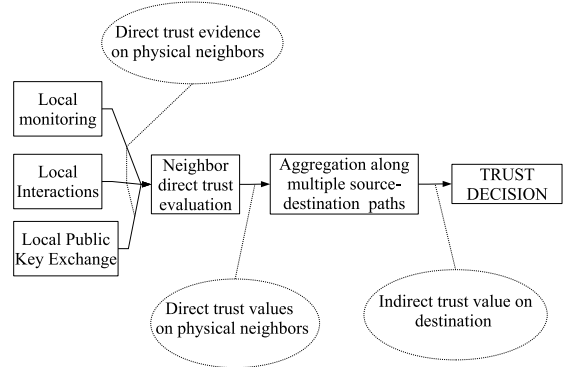 Direct trust evidence
on physical neighbors
Local
monitoring
Local
Interactions
Local Public
Key Exchange
Neighbor
direct trust
evaluation
Aggregation along
multiple source-
destination paths
TRUST
DECISION
Direct trust values
on physical neighbors
Indirect trust value on
destination